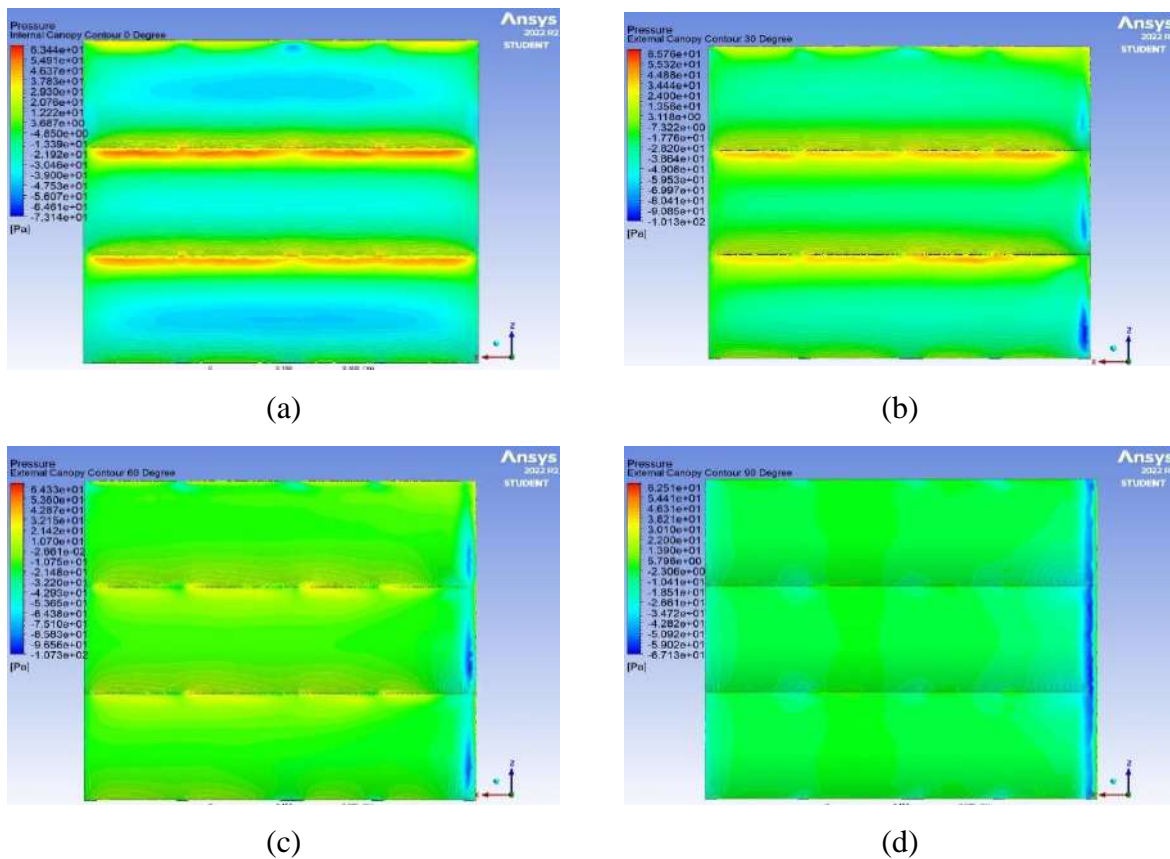 Pressure
Internal Canopy Contour 0 Degree
6.344e+01
5.491e+01
4.637e+01
3.783e+01
2.930e+01
2.076e+01
1.222e+01
3.687e+00
-4.850e+00
-1.339e+01
-2.192e+01
-3.046e+01
-3.900e+01
-4.753e+01
-5.607e+01
-6.461e+01
-7.314e+01
[Pa]
Ansys
2022 R2
STUDENT
Z
X
(a)
Pressure
External Canopy Contour 30 Degree
6.576e+01
5.532e+01
4.488e+01
3.444e+01
2.400e+01
1.356e+01
3.118e+00
-7.322e+00
-1.776e+01
-2.820e+01
-3.864e+01
-4.908e+01
-5.953e+01
-6.997e+01
-8.041e+01
-9.085e+01
-1.013e+02
[Pa]
Ansys
2022 R2
STUDENT
Z
X
(b)
Pressure
External Canopy Contour 60 Degree
6.433e+01
5.360e+01
4.287e+01
3.215e+01
2.142e+01
1.070e+01
-2.661e-02
-1.075e+01
-2.148e+01
-3.220e+01
-4.293e+01
-5.365e+01
-6.438e+01
-7.510e+01
-8.583e+01
-9.656e+01
-1.073e+02
[Pa]
Ansys
2022 R2
STUDENT
Z
X
(c)
Pressure
External Canopy Contour 90 Degree
6.251e+01
5.441e+01
4.631e+01
3.821e+01
3.010e+01
2.200e+01
1.390e+01
5.796e+00
-2.306e+00
-1.041e+01
-1.851e+01
-2.661e+01
-3.472e+01
-4.282e+01
-5.092e+01
-5.902e+01
-6.713e+01
[Pa]
Ansys
2022 R2
STUDENT
Z
X
(d)